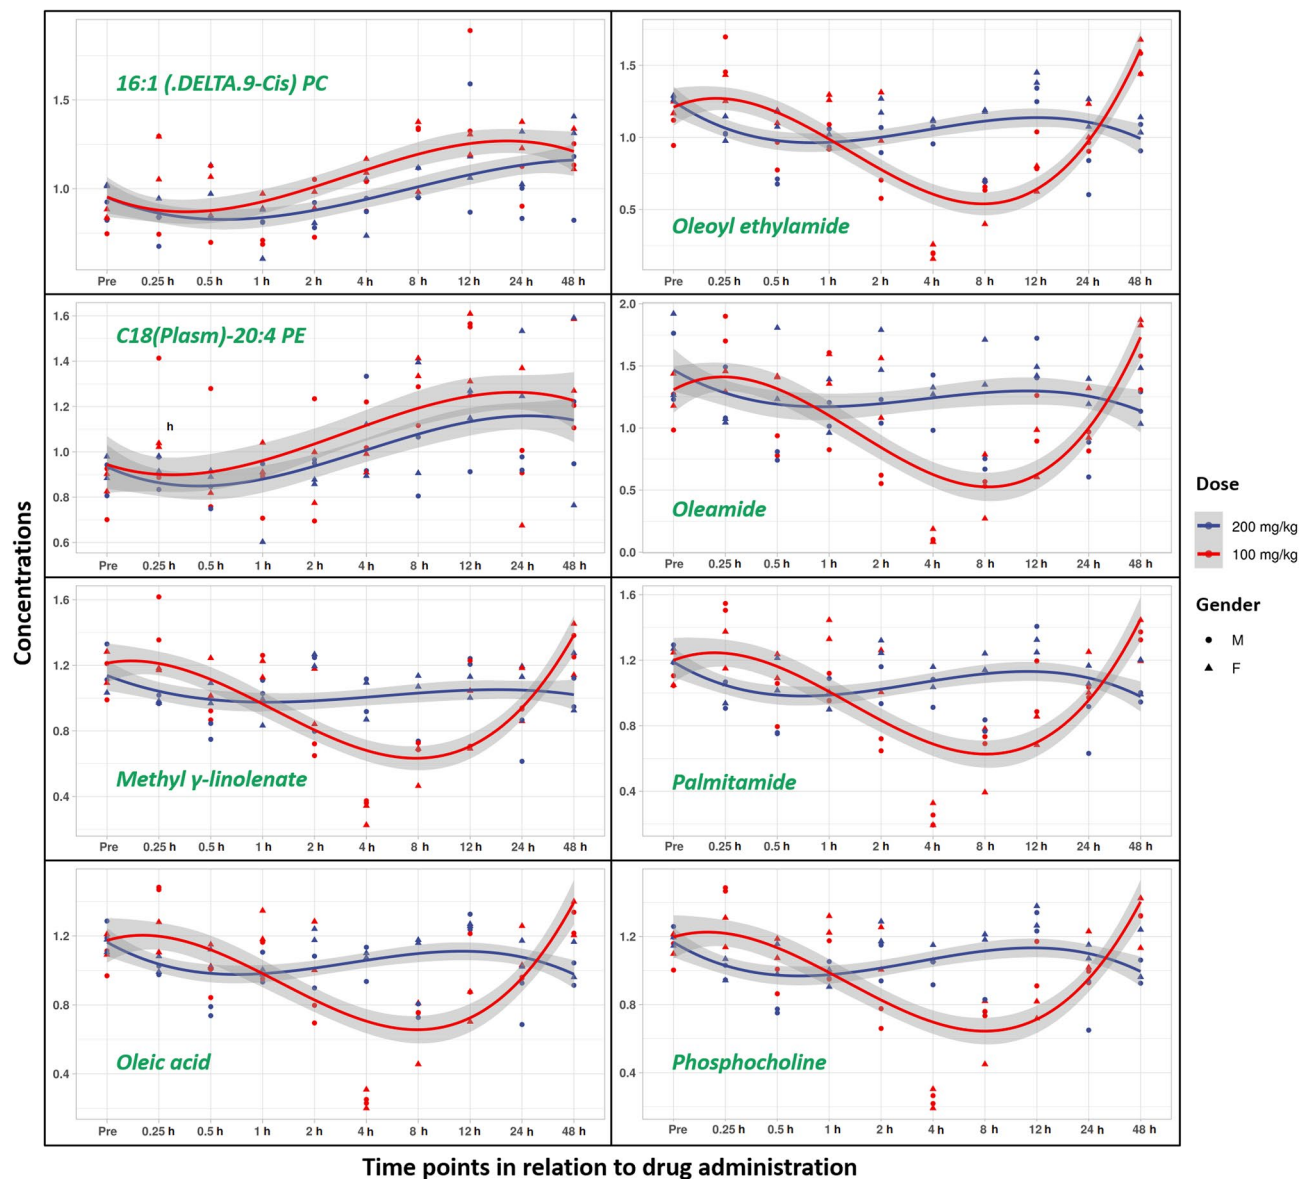 16:1 (.DELTA.9-Cis) PC
1.5
1.0
Pre 0.25 h 0.5 h 1 h 2 h 4 h 8 h 12 h 24 h 48 h
Oleoyl ethylamide
1.5
1.0
0.5
Pre 0.25 h 0.5 h 1 h 2 h 4 h 8 h 12 h 24 h 48 h
C18(Plasm)-20:4 PE
h
1.6
1.4
1.2
1.0
0.8
0.6
Pre 0.25 h 0.5 h 1 h 2 h 4 h 8 h 12 h 24 h 48 h
Oleamide
2.0
1.5
1.0
0.5
0.0
Pre 0.25 h 0.5 h 1 h 2 h 4 h 8 h 12 h 24 h 48 h
Methyl γ-linolenate
1.6
1.2
0.8
0.4
Pre 0.25 h 0.5 h 1 h 2 h 4 h 8 h 12 h 24 h 48 h
Palmitamide
1.6
1.2
0.8
0.4
Pre 0.25 h 0.5 h 1 h 2 h 4 h 8 h 12 h 24 h 48 h
Oleic acid
1.2
0.8
0.4
Pre 0.25 h 0.5 h 1 h 2 h 4 h 8 h 12 h 24 h 48 h
Phosphocholine
1.2
0.8
0.4
Pre 0.25 h 0.5 h 1 h 2 h 4 h 8 h 12 h 24 h 48 h
Concentrations
Time points in relation to drug administration
Dose
200 mg/kg
100 mg/kg
Gender
M
F